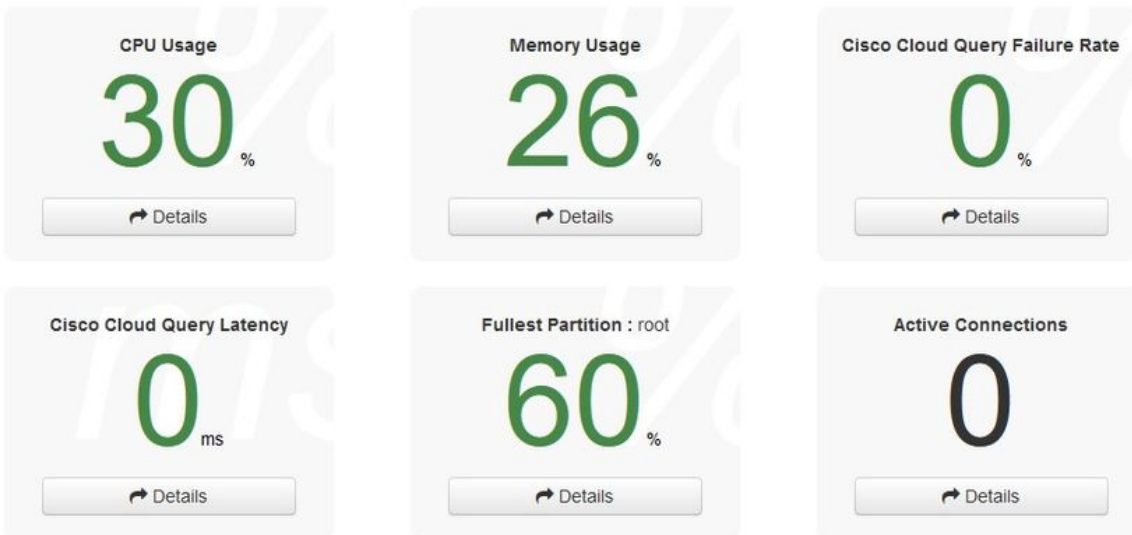 CPU Usage
30 %
Details
Memory Usage
26 %
Details
Cisco Cloud Query Failure Rate
0 %
Details
Cisco Cloud Query Latency
0 ms
Details
Fullest Partition : root
60 %
Details
Active Connections
0
Details